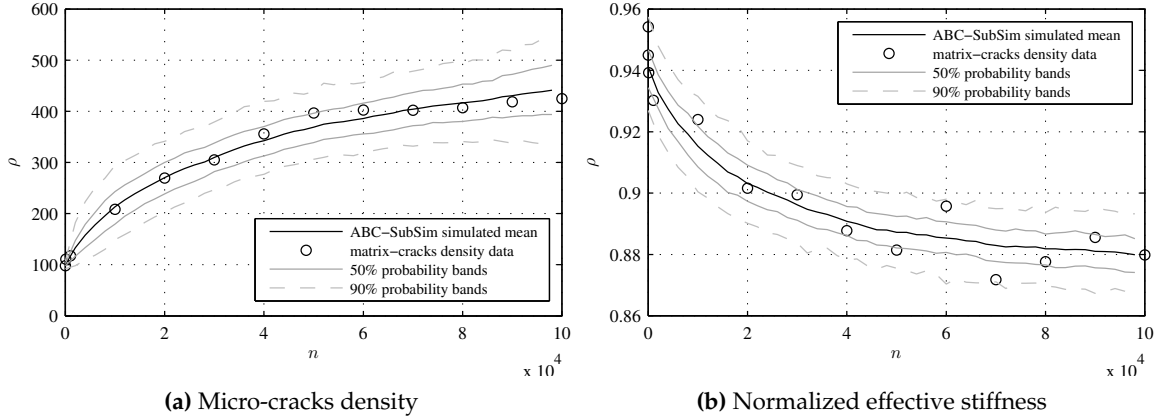 600
500
400
300
200
100
0
ρ
0
2
4
6
8
10
n
x 10 4
ABC−SubSim simulated mean
matrix−cracks density data
50% probability bands
90% probability bands
(a) Micro-cracks density
0.96
0.94
0.92
0.9
0.88
0.86
ρ
0
2
4
6
8
10
n
x 10 4
ABC−SubSim simulated mean
matrix−cracks density data
50% probability bands
90% probability bands
(b) Normalized effective stiffness